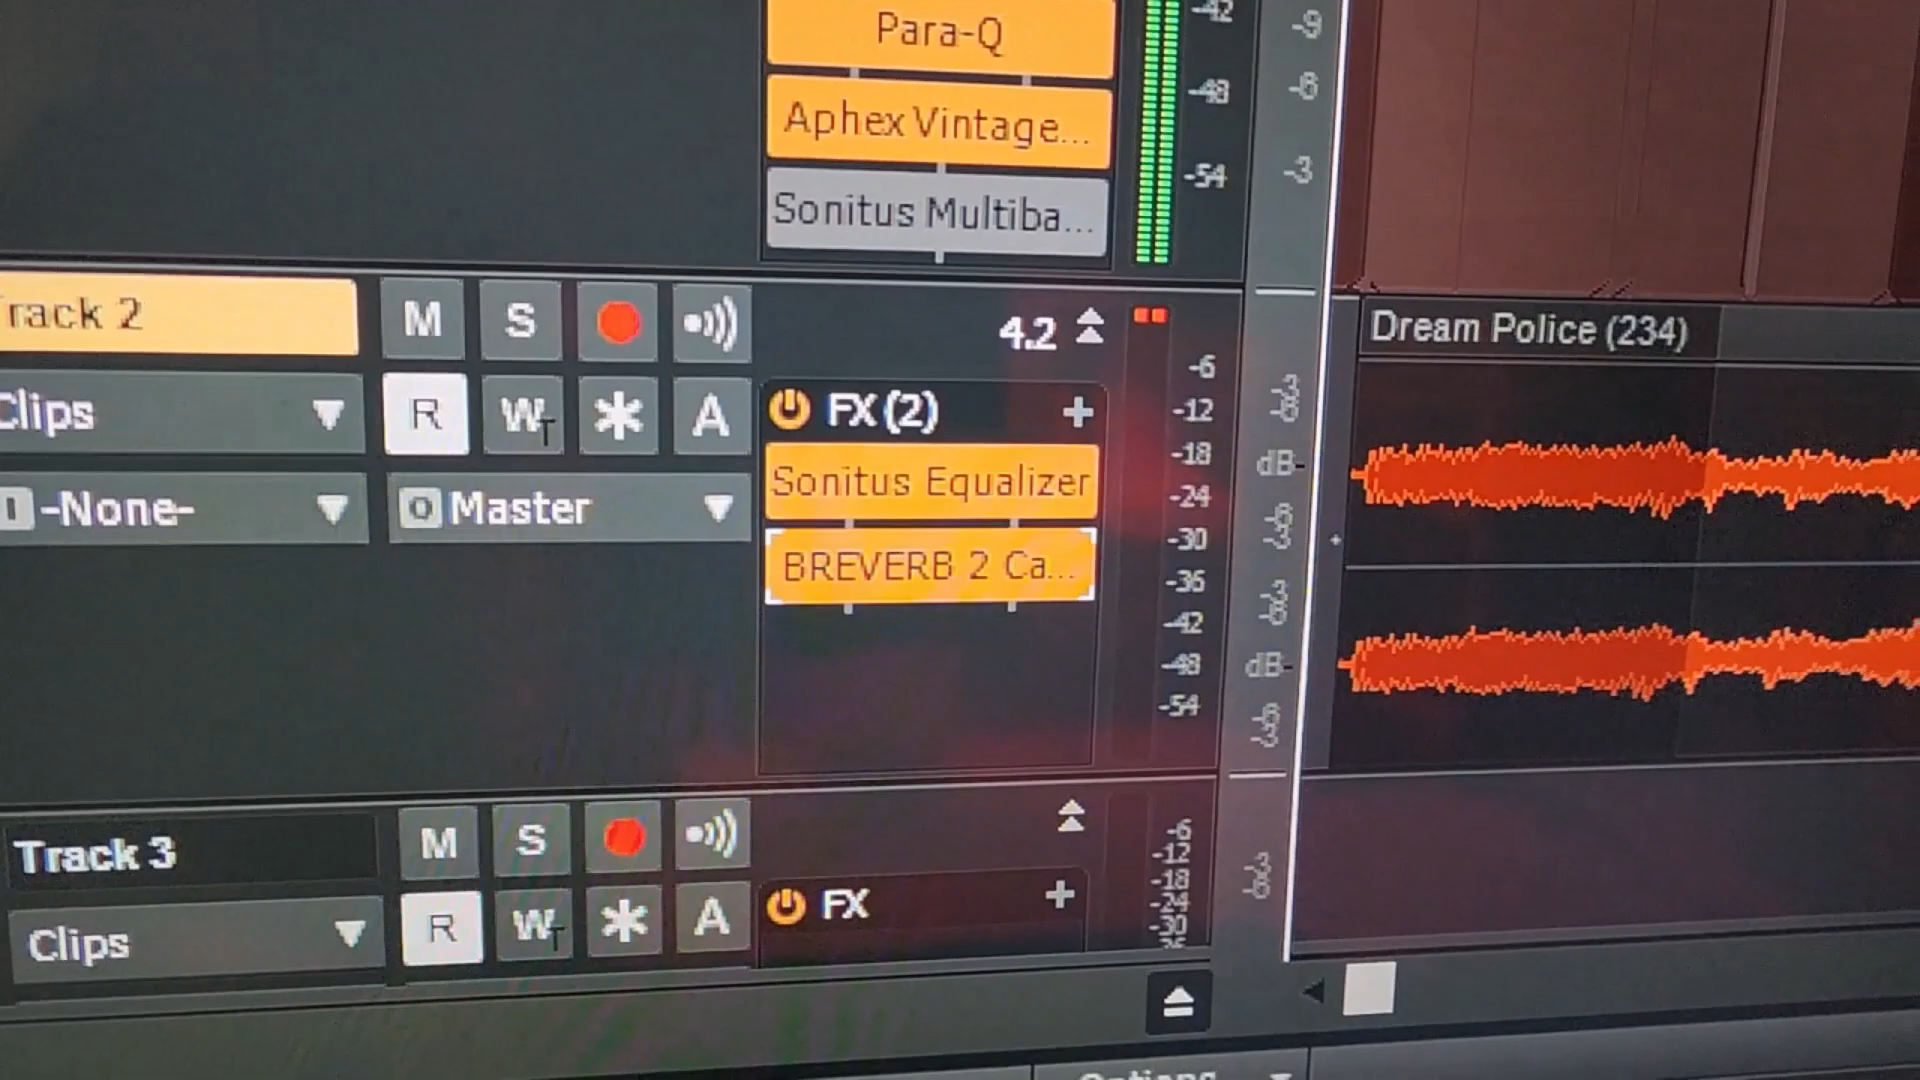 Para-Q
Aphex Vintage...
Sonitus Multiba...
-42
-48
-54
-9
-6
-3
rack 2
M
S
4.2
Dream Police (234)
Clips
R
W
T
*
A
FX (2)
+
-6
-12
-18
-24
-30
-36
-42
-48
-54
dB
dB
I
-None-
O
Master
Sonitus Equalizer
BREVERB 2 Ca...
Track 3
M
S
-6
-12
-18
-24
-30
Clips
R
W
T
*
A
FX
+